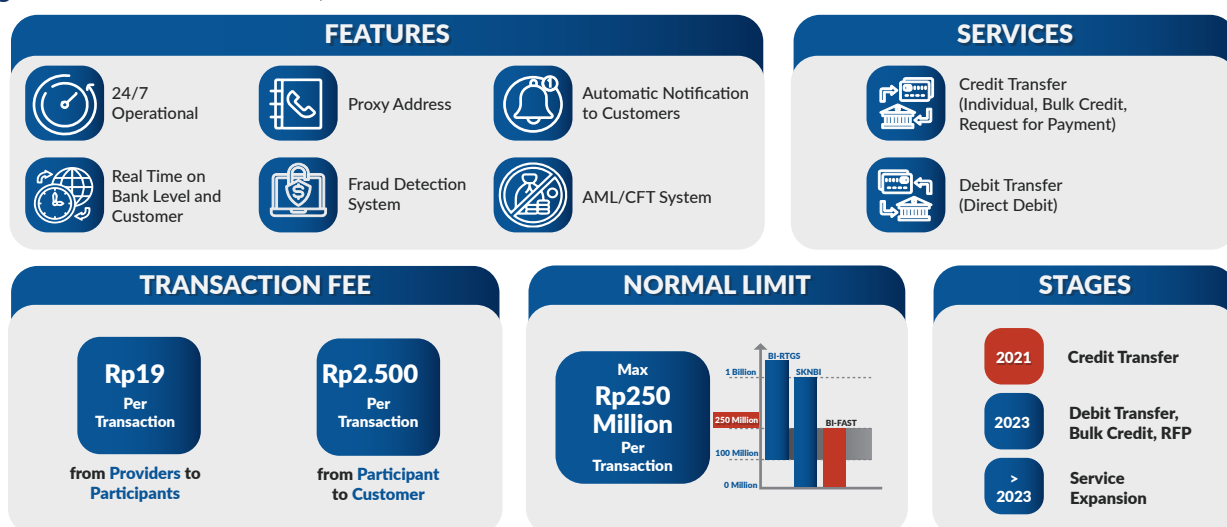 FEATURES
24/7
Operational
Proxy Address
1
Automatic Notification
to Customers
Real Time on
Bank Level and
Customer
$
Fraud Detection
System
AML/CFT System
SERVICES
Credit Transfer
(Individual, Bulk Credit,
Request for Payment)
Debit Transfer
(Direct Debit)
TRANSACTION FEE
Rp19
Per
Transaction
from Providers to
Participants
Rp2.500
Per
Transaction
from Participant
to Customer
NORMAL LIMIT
Max
Rp250
Million
Per
Transaction
BI-RTGS
1 Billion
SKNBI
250 Million
BI-FAST
100 Million
0 Million
STAGES
2021
Credit Transfer
2023
Debit Transfer,
Bulk Credit, RFP
>
2023
Service
Expansion